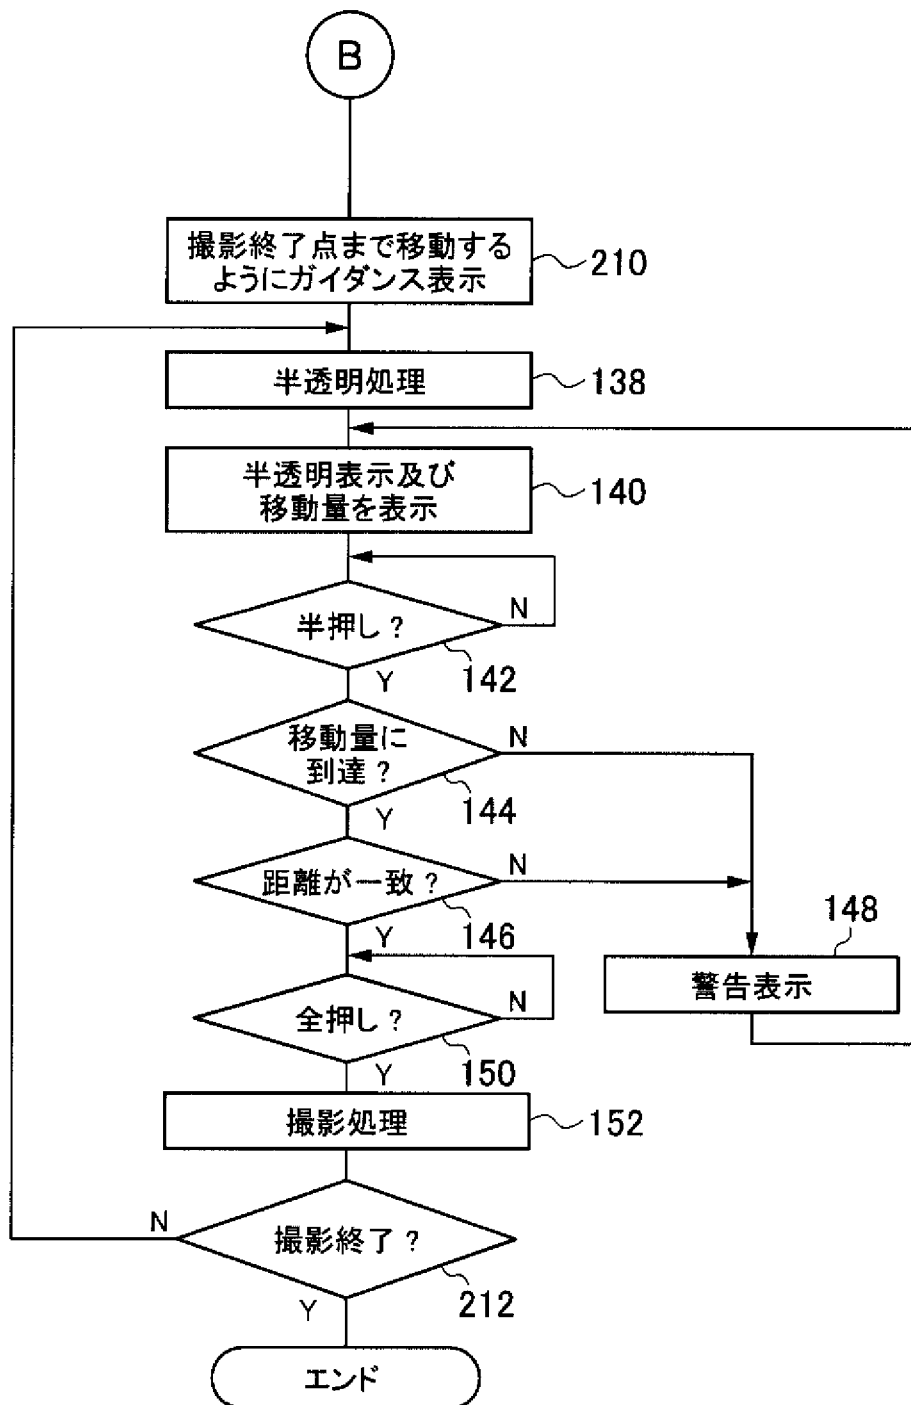 B
撮影終了点まで移動する
ようにガイダンス表示
210
半透明処理
138
半透明表示及び
移動量を表示
140
半押し?
N
142
Y
移動量に
到達?
N
144
Y
距離が一致?
N
146
Y
148
警告表示
全押し?
N
150
Y
撮影処理
152
N
撮影終了?
212
Y
エンド